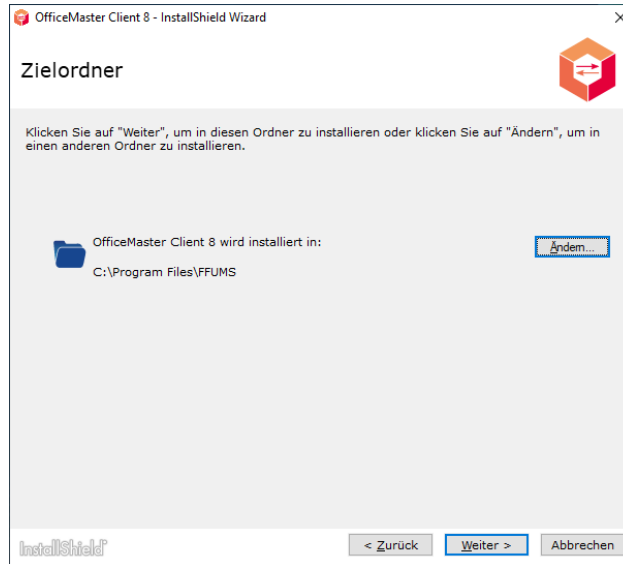 OfficeMaster Client 8 - InstallShield Wizard
Zielordner
Klicken Sie auf "Weiter", um in diesen Ordner zu installieren oder klicken Sie auf "Ändern", um in
einen anderen Ordner zu installieren.
OfficeMaster Client 8 wird installiert in:
Ändern...
C:\Program Files\FFUMS
InstallShield
< Zurück
Weiter >
Abbrechen